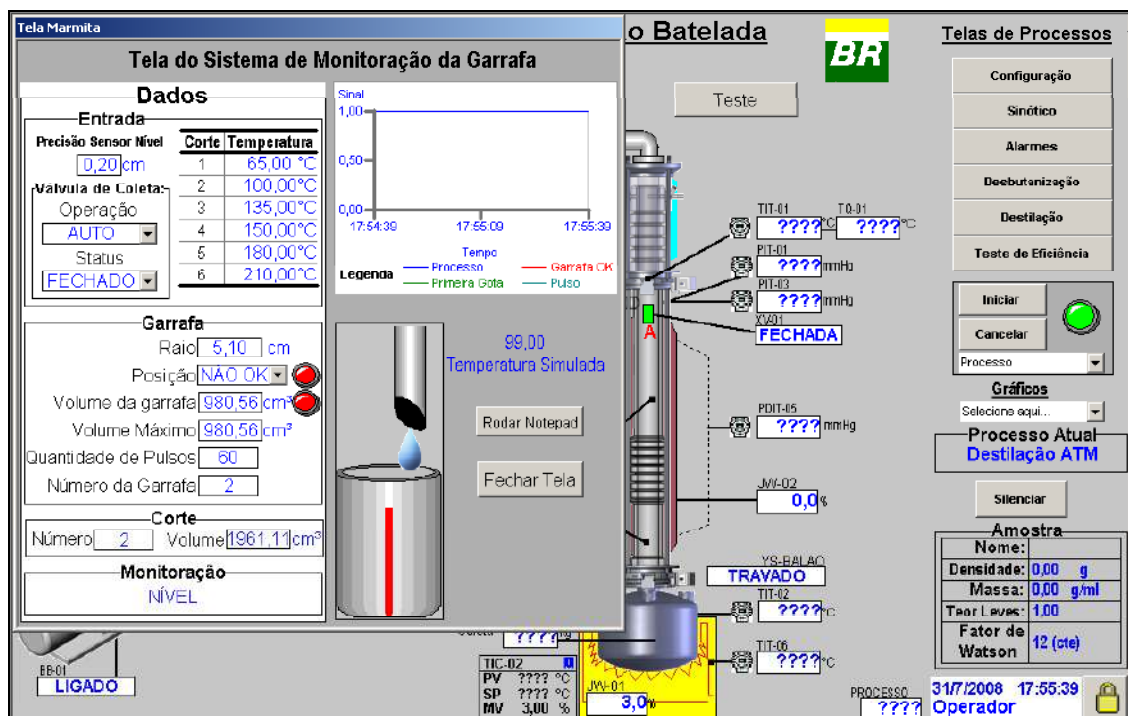 Tela Marmita
Tela do Sistema de Monitoração da Garrafa
Dados
Entrada
Precisão Sensor Nível
0,20 cm
Válvula de Coleta:
Operação
AUTO
Status
FECHADO
Corte Temperatura
1 65,00 °C
2 100,00°C
3 135,00°C
4 150,00°C
5 180,00°C
6 210,00°C
Garrafa
Raio 5,10 cm
Posição NÃO OK
Volume da garrafa 980,56 cm³
Volume Máximo 980,56 cm³
Quantidade de Pulsos 60
Número da Garrafa 2
Corte
Número 2 Volume 1961,11 cm³
Monitoração
NÍVEL
Sinal
1,00
0,50
0,00
17:54:39 17:55:09 17:55:39
Tempo
Legenda Processo Garrafa OK
Primeira Gota Pulso
99,00
Temperatura Simulada
Rodar Notepad
Fechar Tela
o Batelada
BR
Teste
TIT-01 TO-01
????°C ????°C
PIT-01
????mmHg
PIT-03
????mmHg
XV01
FECHADA
A
PDIT-05
????mmHg
JW-02
0,0%
YS-BALAO
TRAVADO
TIT-02
????°C
TIT-06
????°C
????
BB-01
LIGADO
TIC-02
PV ???? °C
SP ???? °C
MV 3,00 %
JW-01
3,0%
PROCESSO
????
Telas de Processos
Configuração
Sinótico
Alarmes
Desbutanização
Destilação
Teste de Eficiência
Iniciar
Cancelar
Processo
Gráficos
Selecione aqui...
Processo Atual
Destilação ATM
Silenciar
Amostra
Nome:
Densidade: 0,00 g
Massa: 0,00 g/ml
Teor Leves: 1,00
Fator de Watson 12 (cte)
31/7/2008 17:55:39
Operador